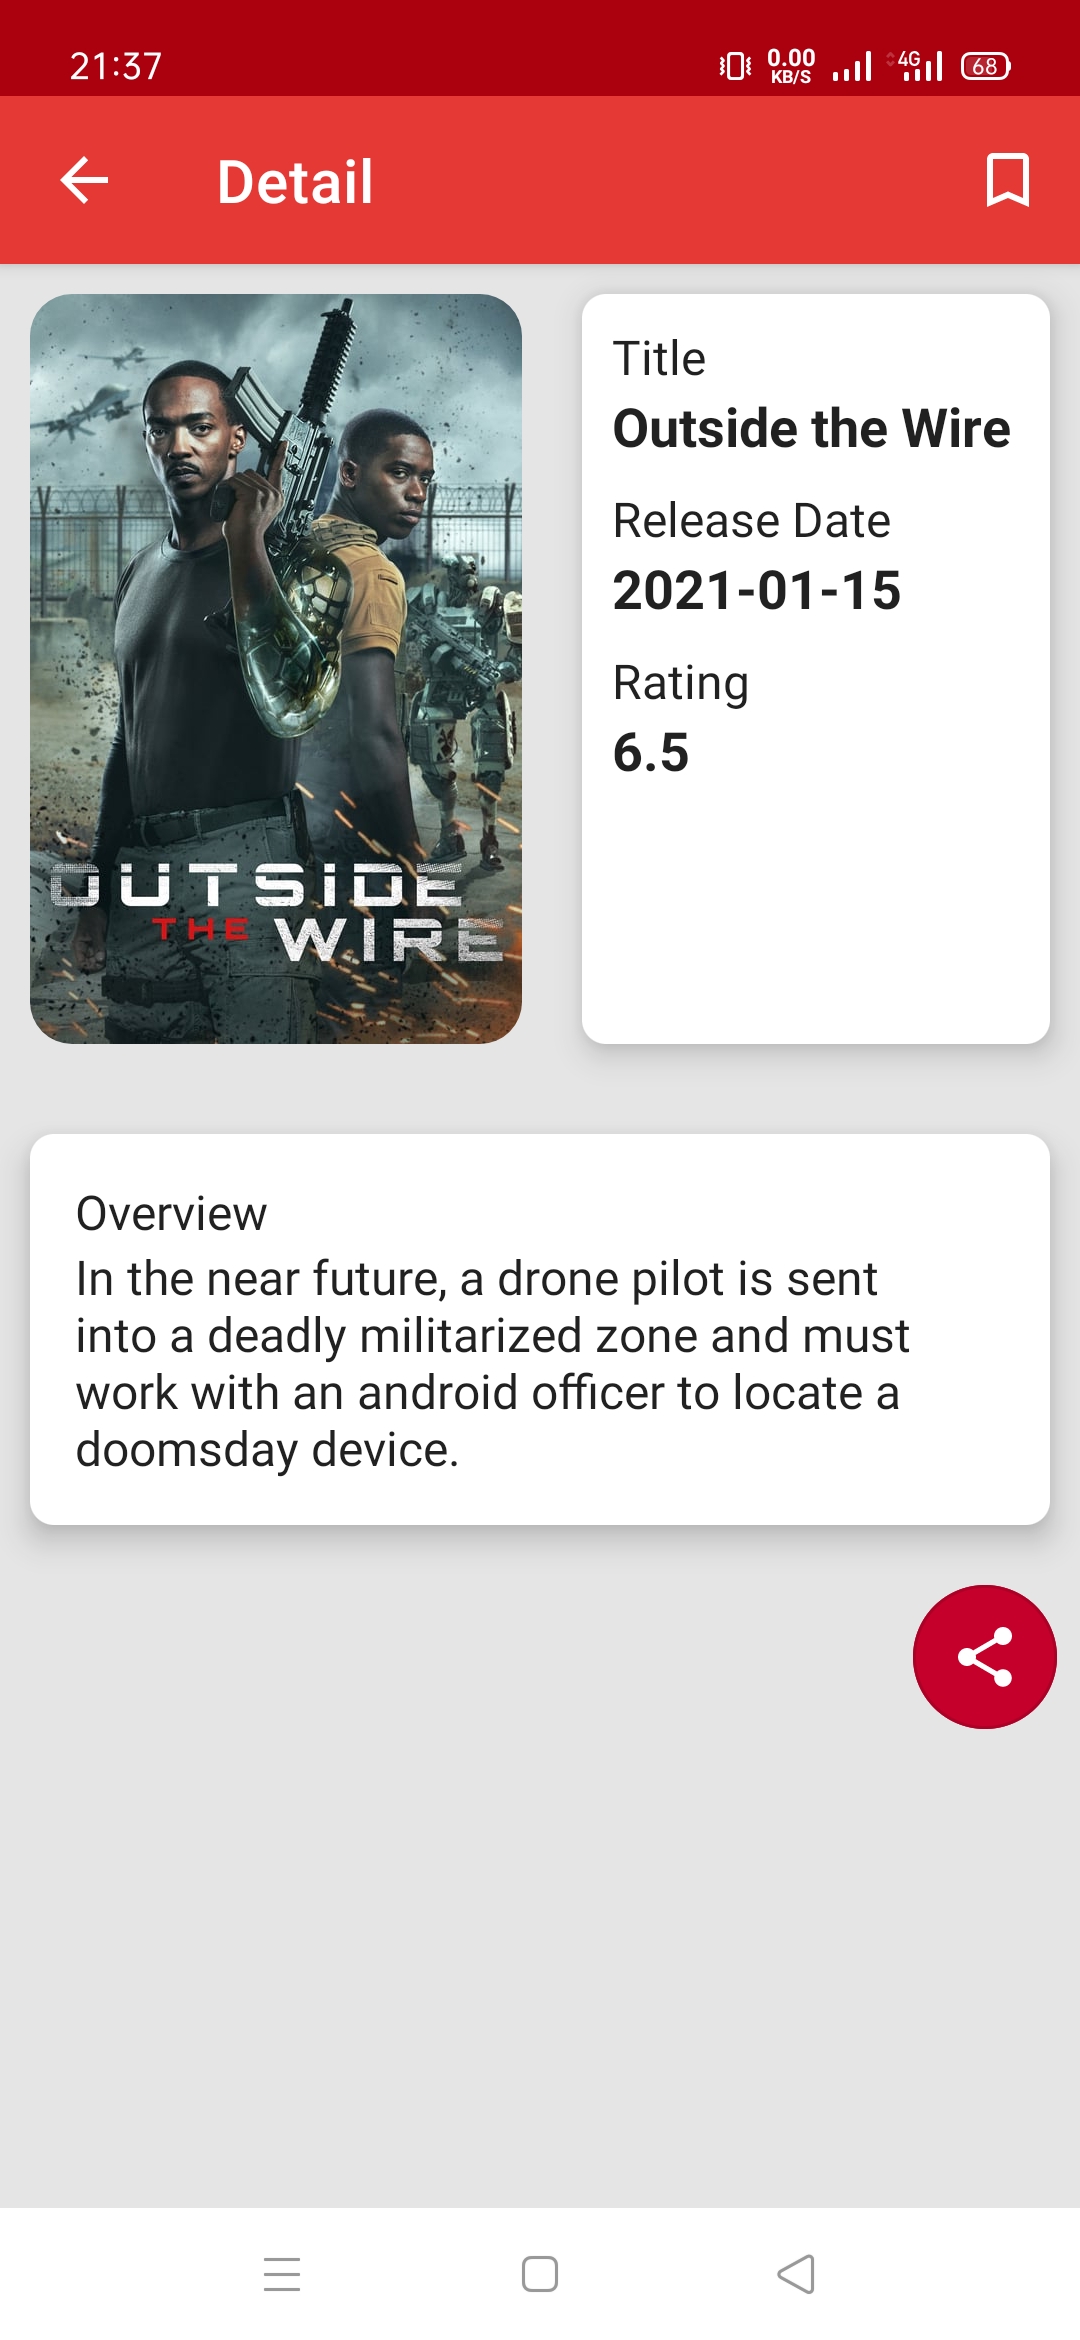 21:37
0.00
KB/S
4G
68
Detail
OUTSIDE
THE WIRE
Title
Outside the Wire
Release Date
2021-01-15
Rating
6.5
Overview
In the near future, a drone pilot is sent
into a deadly militarized zone and must
work with an android officer to locate a
doomsday device.